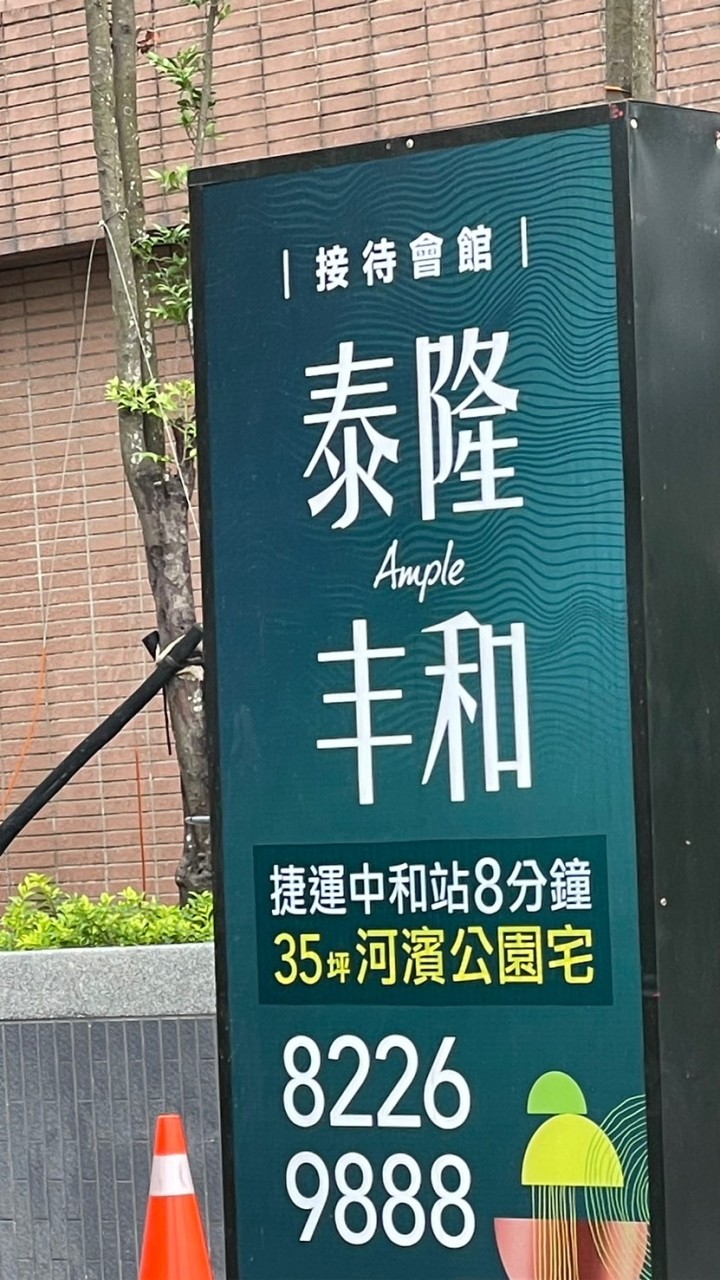 接待會館
泰隆
Ample
丰和
捷運中和站8分鐘
35坪河濱公園宅
8226
9888